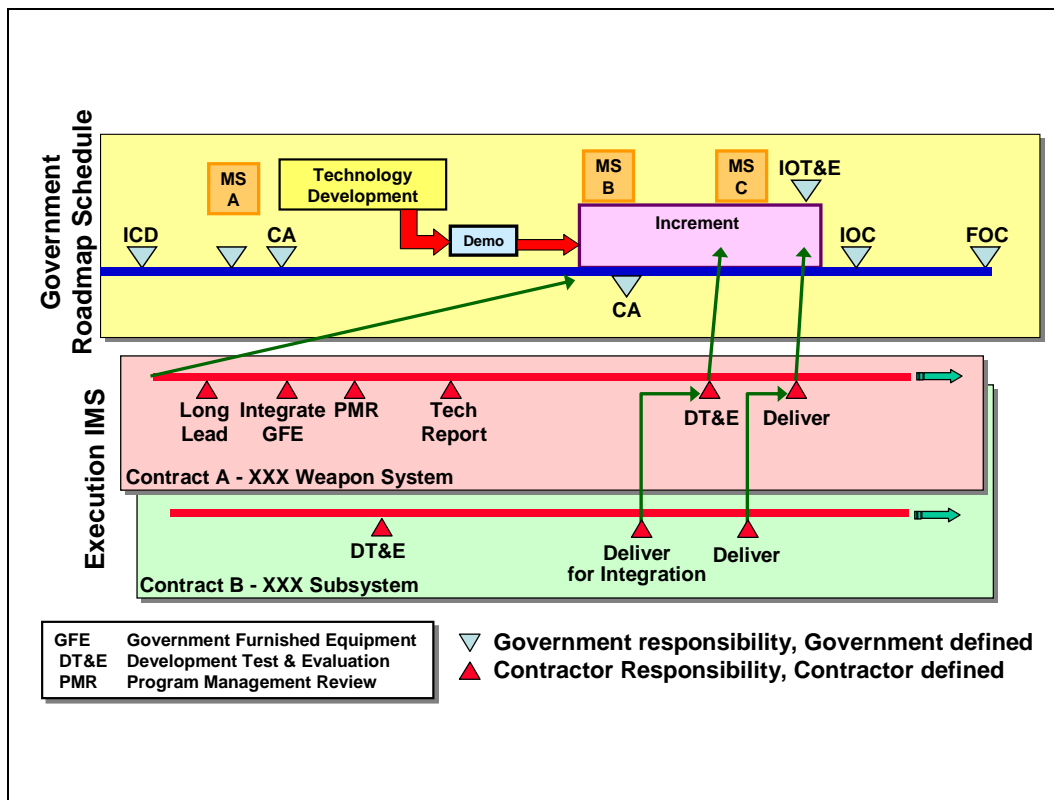 Government
Roadmap Schedule
MS
A
Technology
Development
MS
B
MS
C
IOT&E
Increment
ICD
CA
Demo
IOC
FOC
CA
Execution IMS
Long
Lead
Integrate
GFE
PMR
Tech
Report
DT&E
Deliver
Contract A - XXX Weapon System
DT&E
Deliver
for Integration
Deliver
Contract B - XXX Subsystem
GFE Government Furnished Equipment
DT&E Development Test & Evaluation
PMR Program Management Review
Government responsibility, Government defined
Contractor Responsibility, Contractor defined